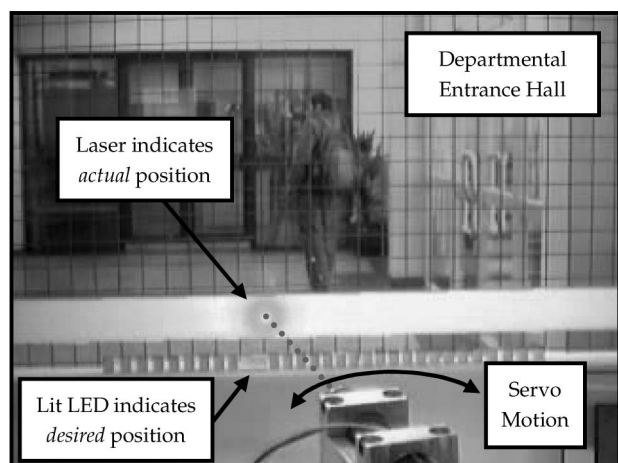 Departmental
Entrance Hall
Laser indicates
actual position
Lit LED indicates
desired position
Servo
Motion